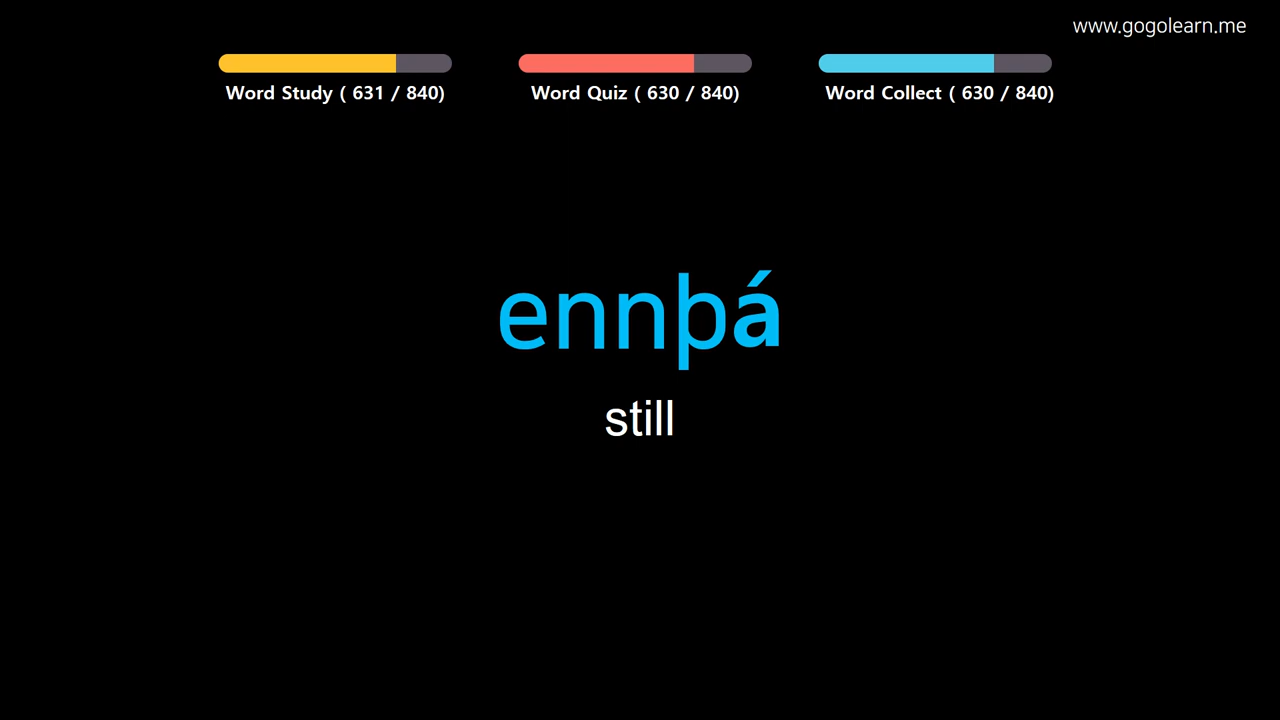 www.gogolearn.me
Word Study ( 631 / 840)
Word Quiz ( 630 / 840)
Word Collect ( 630 / 840)
ennþá
still